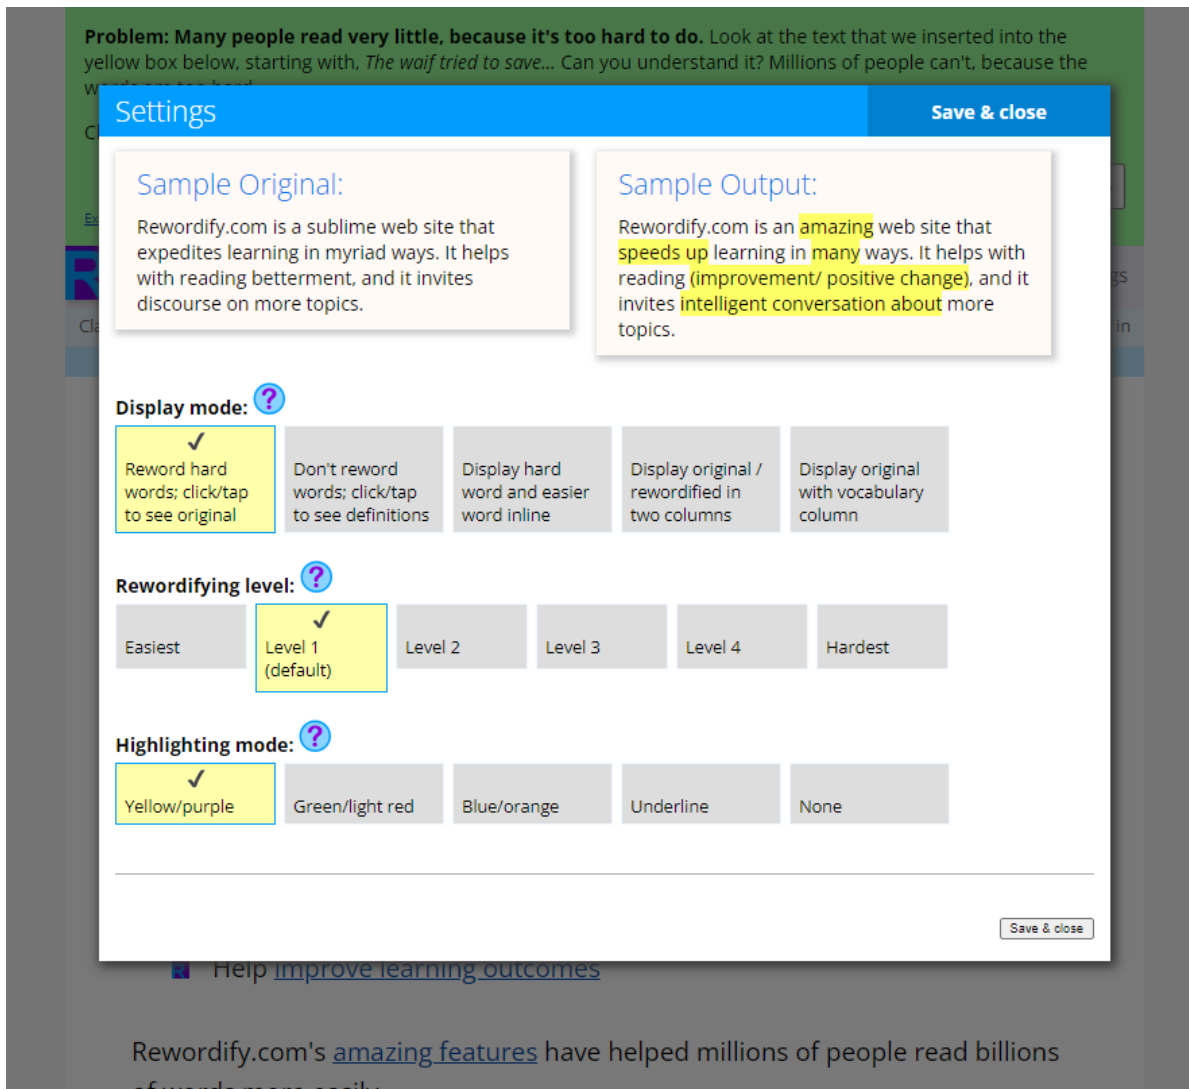 Problem: Many people read very little, because it's too hard to do. Look at the text that we inserted into the
yellow box below, starting with, The waif tried to save... Can you understand it? Millions of people can't, because the
words are too hard.
Settings
Save & close
Sample Original:
Rewordify.com is a sublime web site that
expedites learning in myriad ways. It helps
with reading betterment, and it invites
discourse on more topics.
Sample Output:
Rewordify.com is an amazing web site that
speeds up learning in many ways. It helps with
reading (improvement/ positive change), and it
invites intelligent conversation about more
topics.
Display mode: ?
Reword hard
words; click/tap
to see original
Don't reword
words; click/tap
to see definitions
Display hard
word and easier
word inline
Display original /
rewordified in
two columns
Display original
with vocabulary
column
Rewordifying level: ?
Easiest
Level 1
(default)
Level 2
Level 3
Level 4
Hardest
Highlighting mode: ?
Yellow/purple
Green/light red
Blue/orange
Underline
None
Save & close
Help improve learning outcomes
Rewordify.com's amazing features have helped millions of people read billions
of words more easily